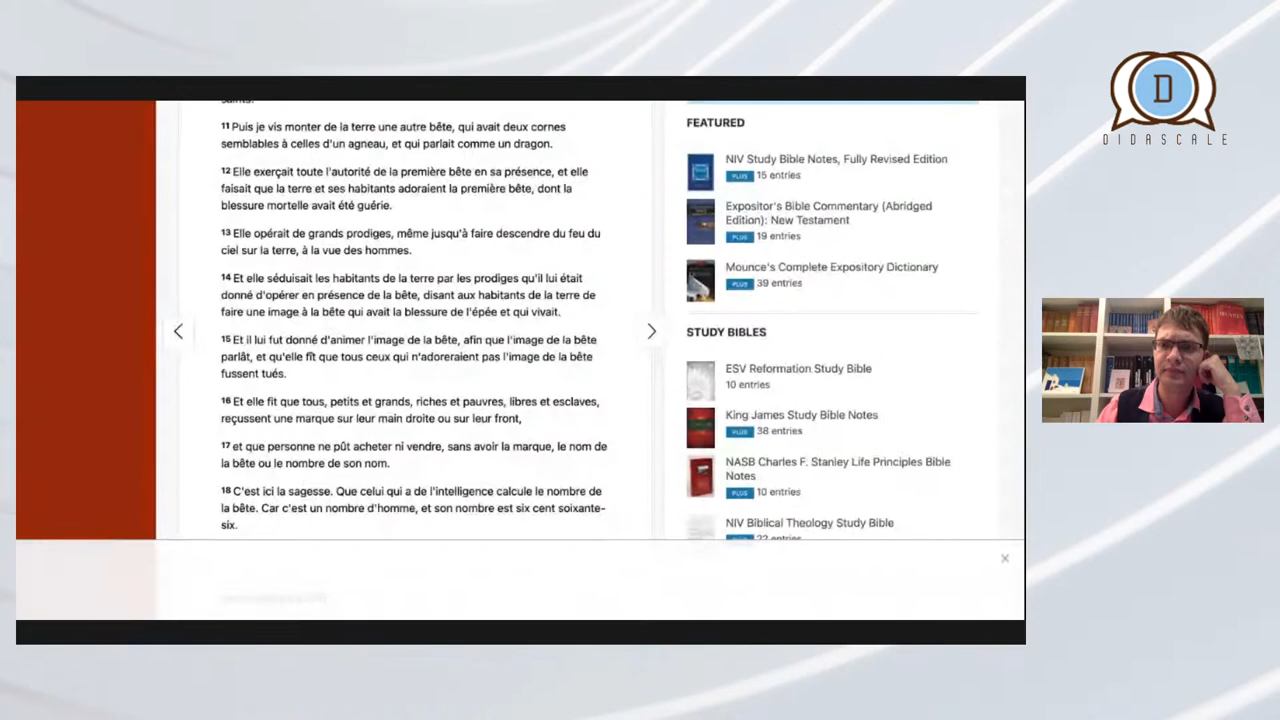 saints.
11 Puis je vis monter de la terre une autre bête, qui avait deux cornes
semblables à celles d'un agneau, et qui parlait comme un dragon.
12 Elle exerçait toute l'autorité de la première bête en sa présence, et elle
faisait que la terre et ses habitants adoraient la première bête, dont la
blessure mortelle avait été guérie.
13 Elle opérait de grands prodiges, même jusqu'à faire descendre du feu du
ciel sur la terre, à la vue des hommes.
14 Et elle séduisait les habitants de la terre par les prodiges qu'il lui était
donné d'opérer en présence de la bête, disant aux habitants de la terre de
faire une image à la bête qui avait la blessure de l'épée et qui vivait.
15 Et il lui fut donné d'animer l'image de la bête, afin que l'image de la bête
parlât, et qu'elle fît que tous ceux qui n'adoreraient pas l'image de la bête
fussent tués.
16 Et elle fit que tous, petits et grands, riches et pauvres, libres et esclaves,
reçussent une marque sur leur main droite ou sur leur front,
17 et que personne ne pût acheter ni vendre, sans avoir la marque, le nom de
la bête ou le nombre de son nom.
18 C'est ici la sagesse. Que celui qui a de l'intelligence calcule le nombre de
la bête. Car c'est un nombre d'homme, et son nombre est six cent soixante-
six.
FEATURED
NIV Study Bible Notes, Fully Revised Edition
PLUS 15 entries
Expositor's Bible Commentary (Abridged
Edition): New Testament
PLUS 19 entries
Mounce's Complete Expository Dictionary
PLUS 39 entries
STUDY BIBLES
ESV Reformation Study Bible
10 entries
King James Study Bible Notes
PLUS 38 entries
NASB Charles F. Stanley Life Principles Bible
Notes
PLUS 10 entries
NIV Biblical Theology Study Bible
PLUS 22 entries
D
DIDASCALE